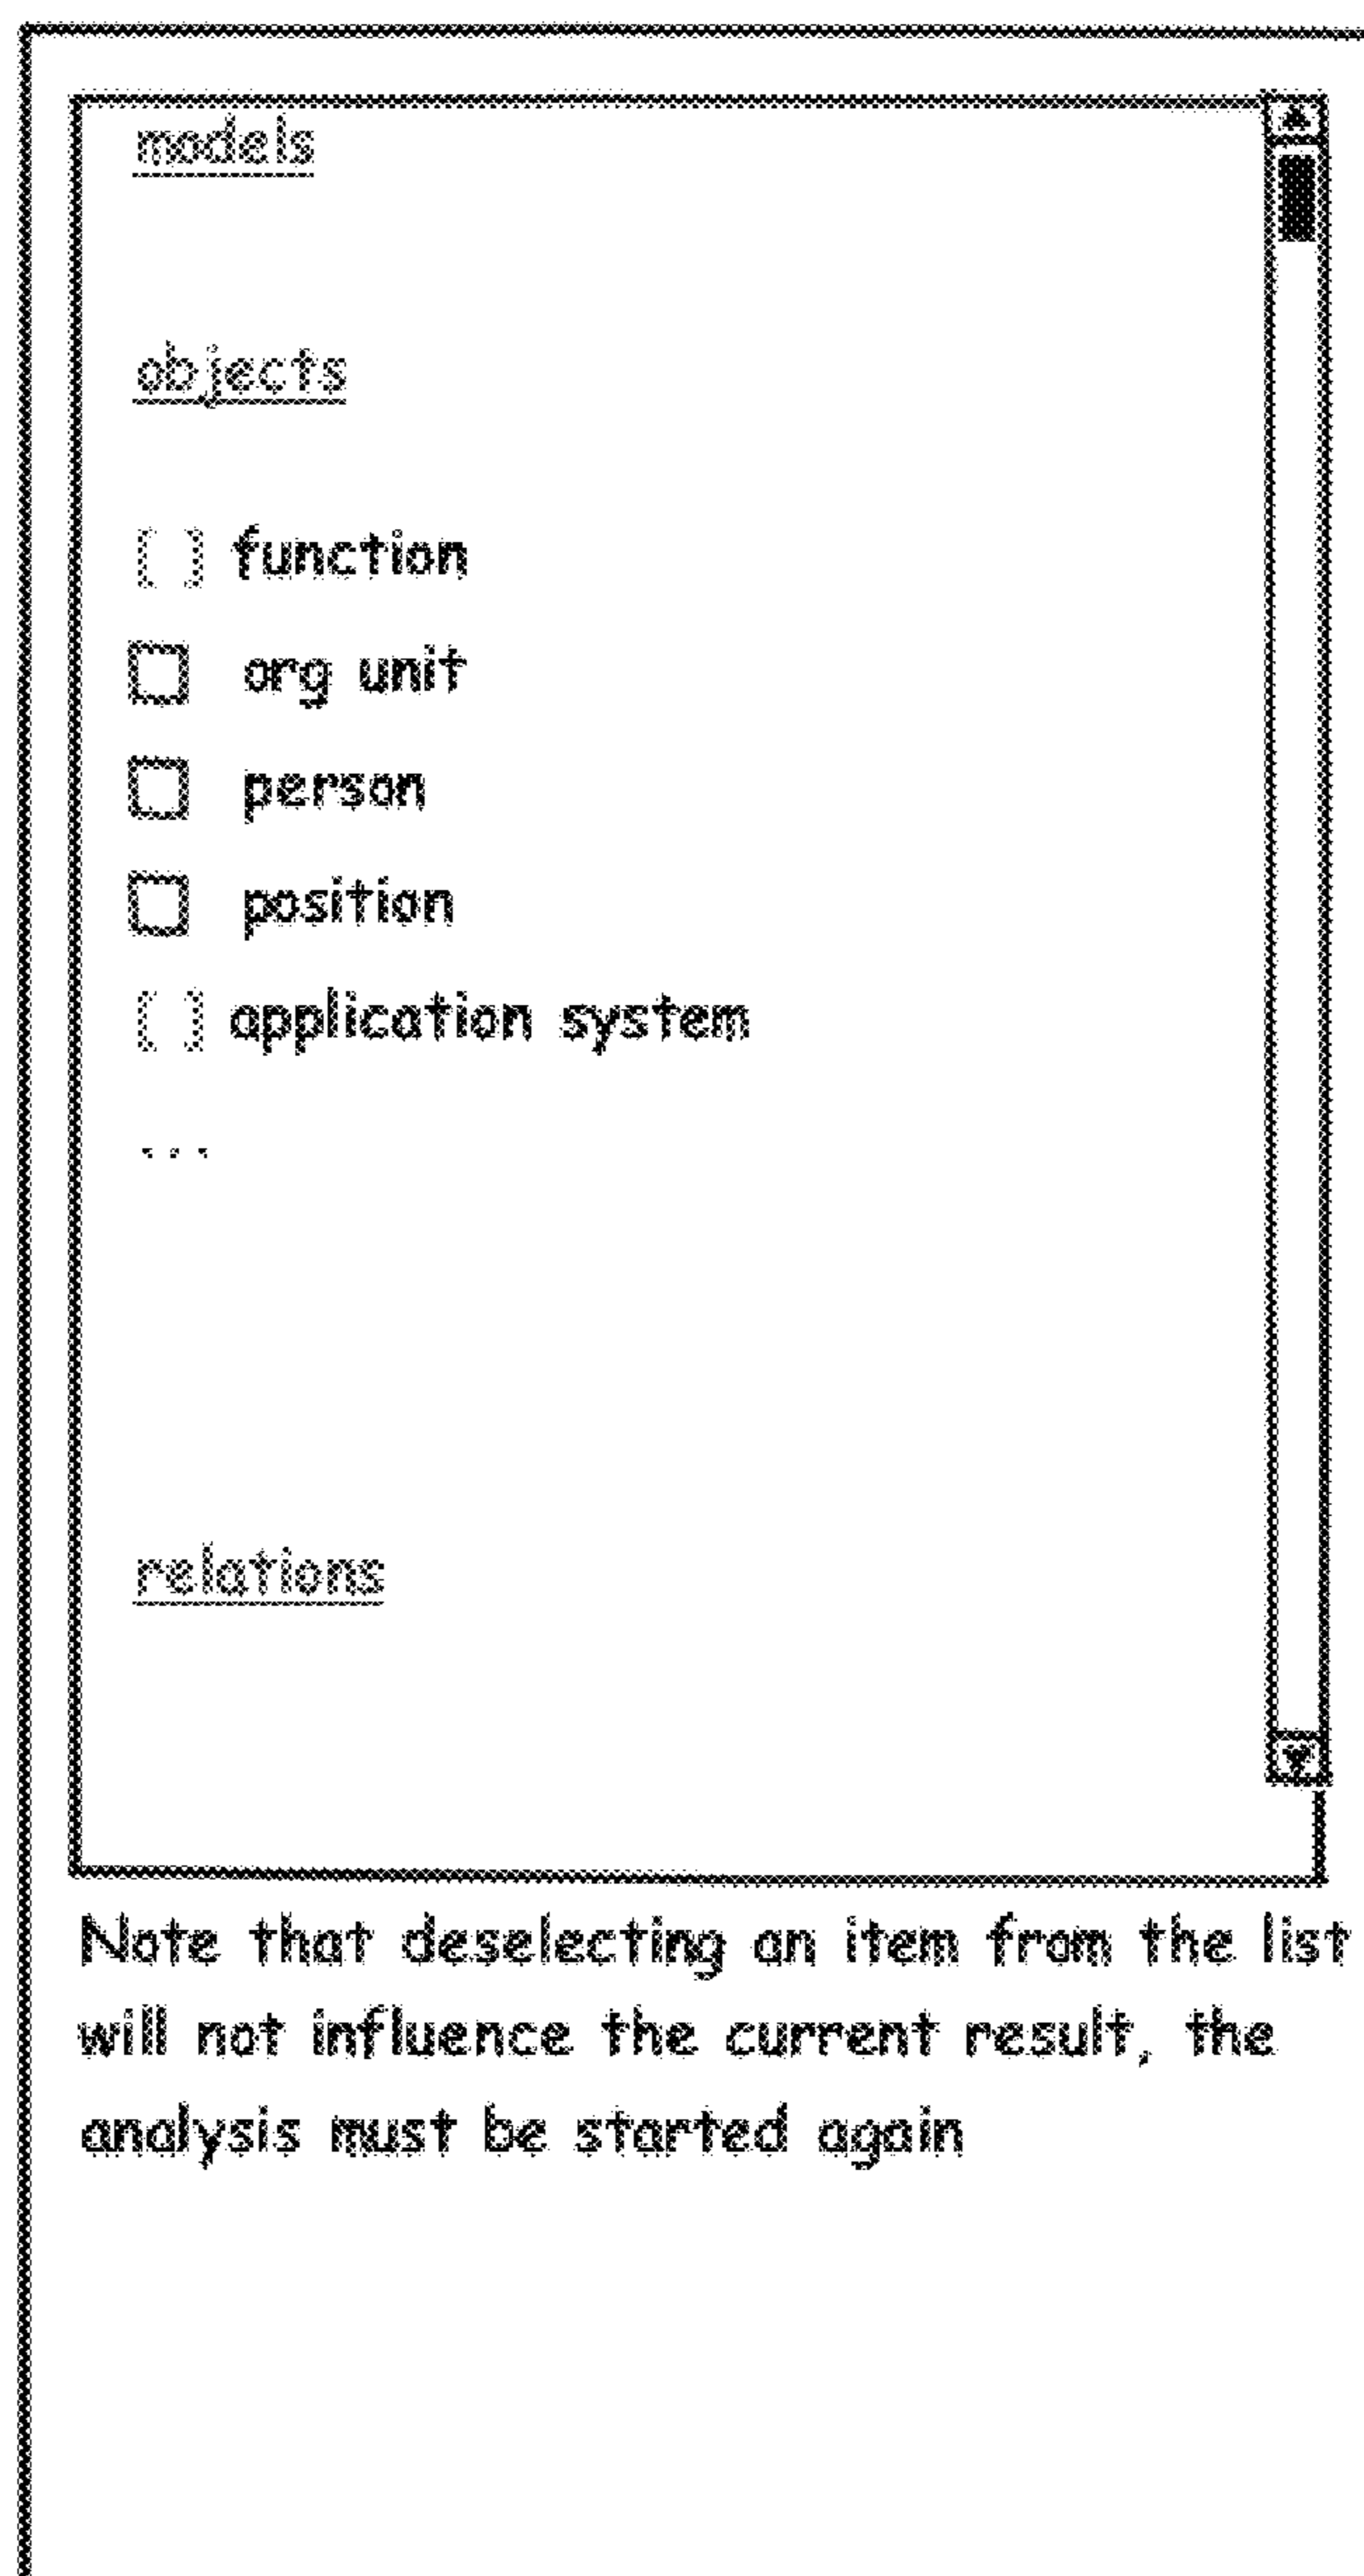 models
objects
[ ] function
org unit
person
position
[ ] application system
...
relations
Note that deselecting an item from the list
will not influence the current result, the
analysis must be started again